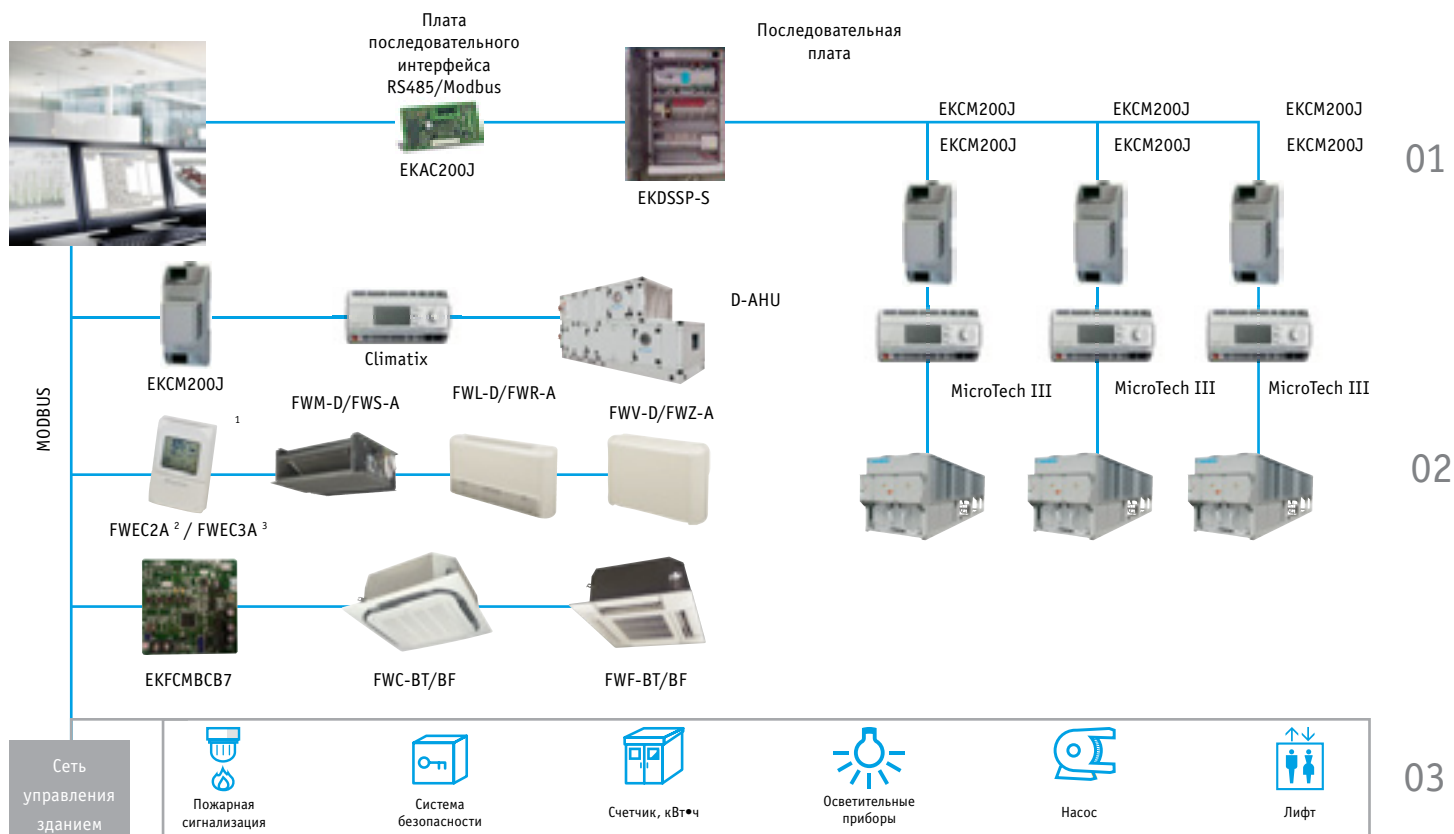 Плата
последовательного
интерфейса
RS485/Modbus
EKAC200J
EKDSSP-S
Последовательная
плата
EKCM200J EKCM200J EKCM200J
EKCM200J EKCM200J EKCM200J
01
MicroTech III MicroTech III MicroTech III
MODBUS
EKCM200J
Climatix
D-AHU
FWM-D/FWS-A
FWL-D/FWR-A
FWV-D/FWZ-A
1
FWEC2A ² / FWEC3A ³
02
EKFCMBCB7
FWC-BT/BF
FWF-BT/BF
Сеть
управления
зданием
Пожарная
сигнализация
Система
безопасности
Счетчик, кВт•ч
Осветительные
приборы
Насос
Лифт
03